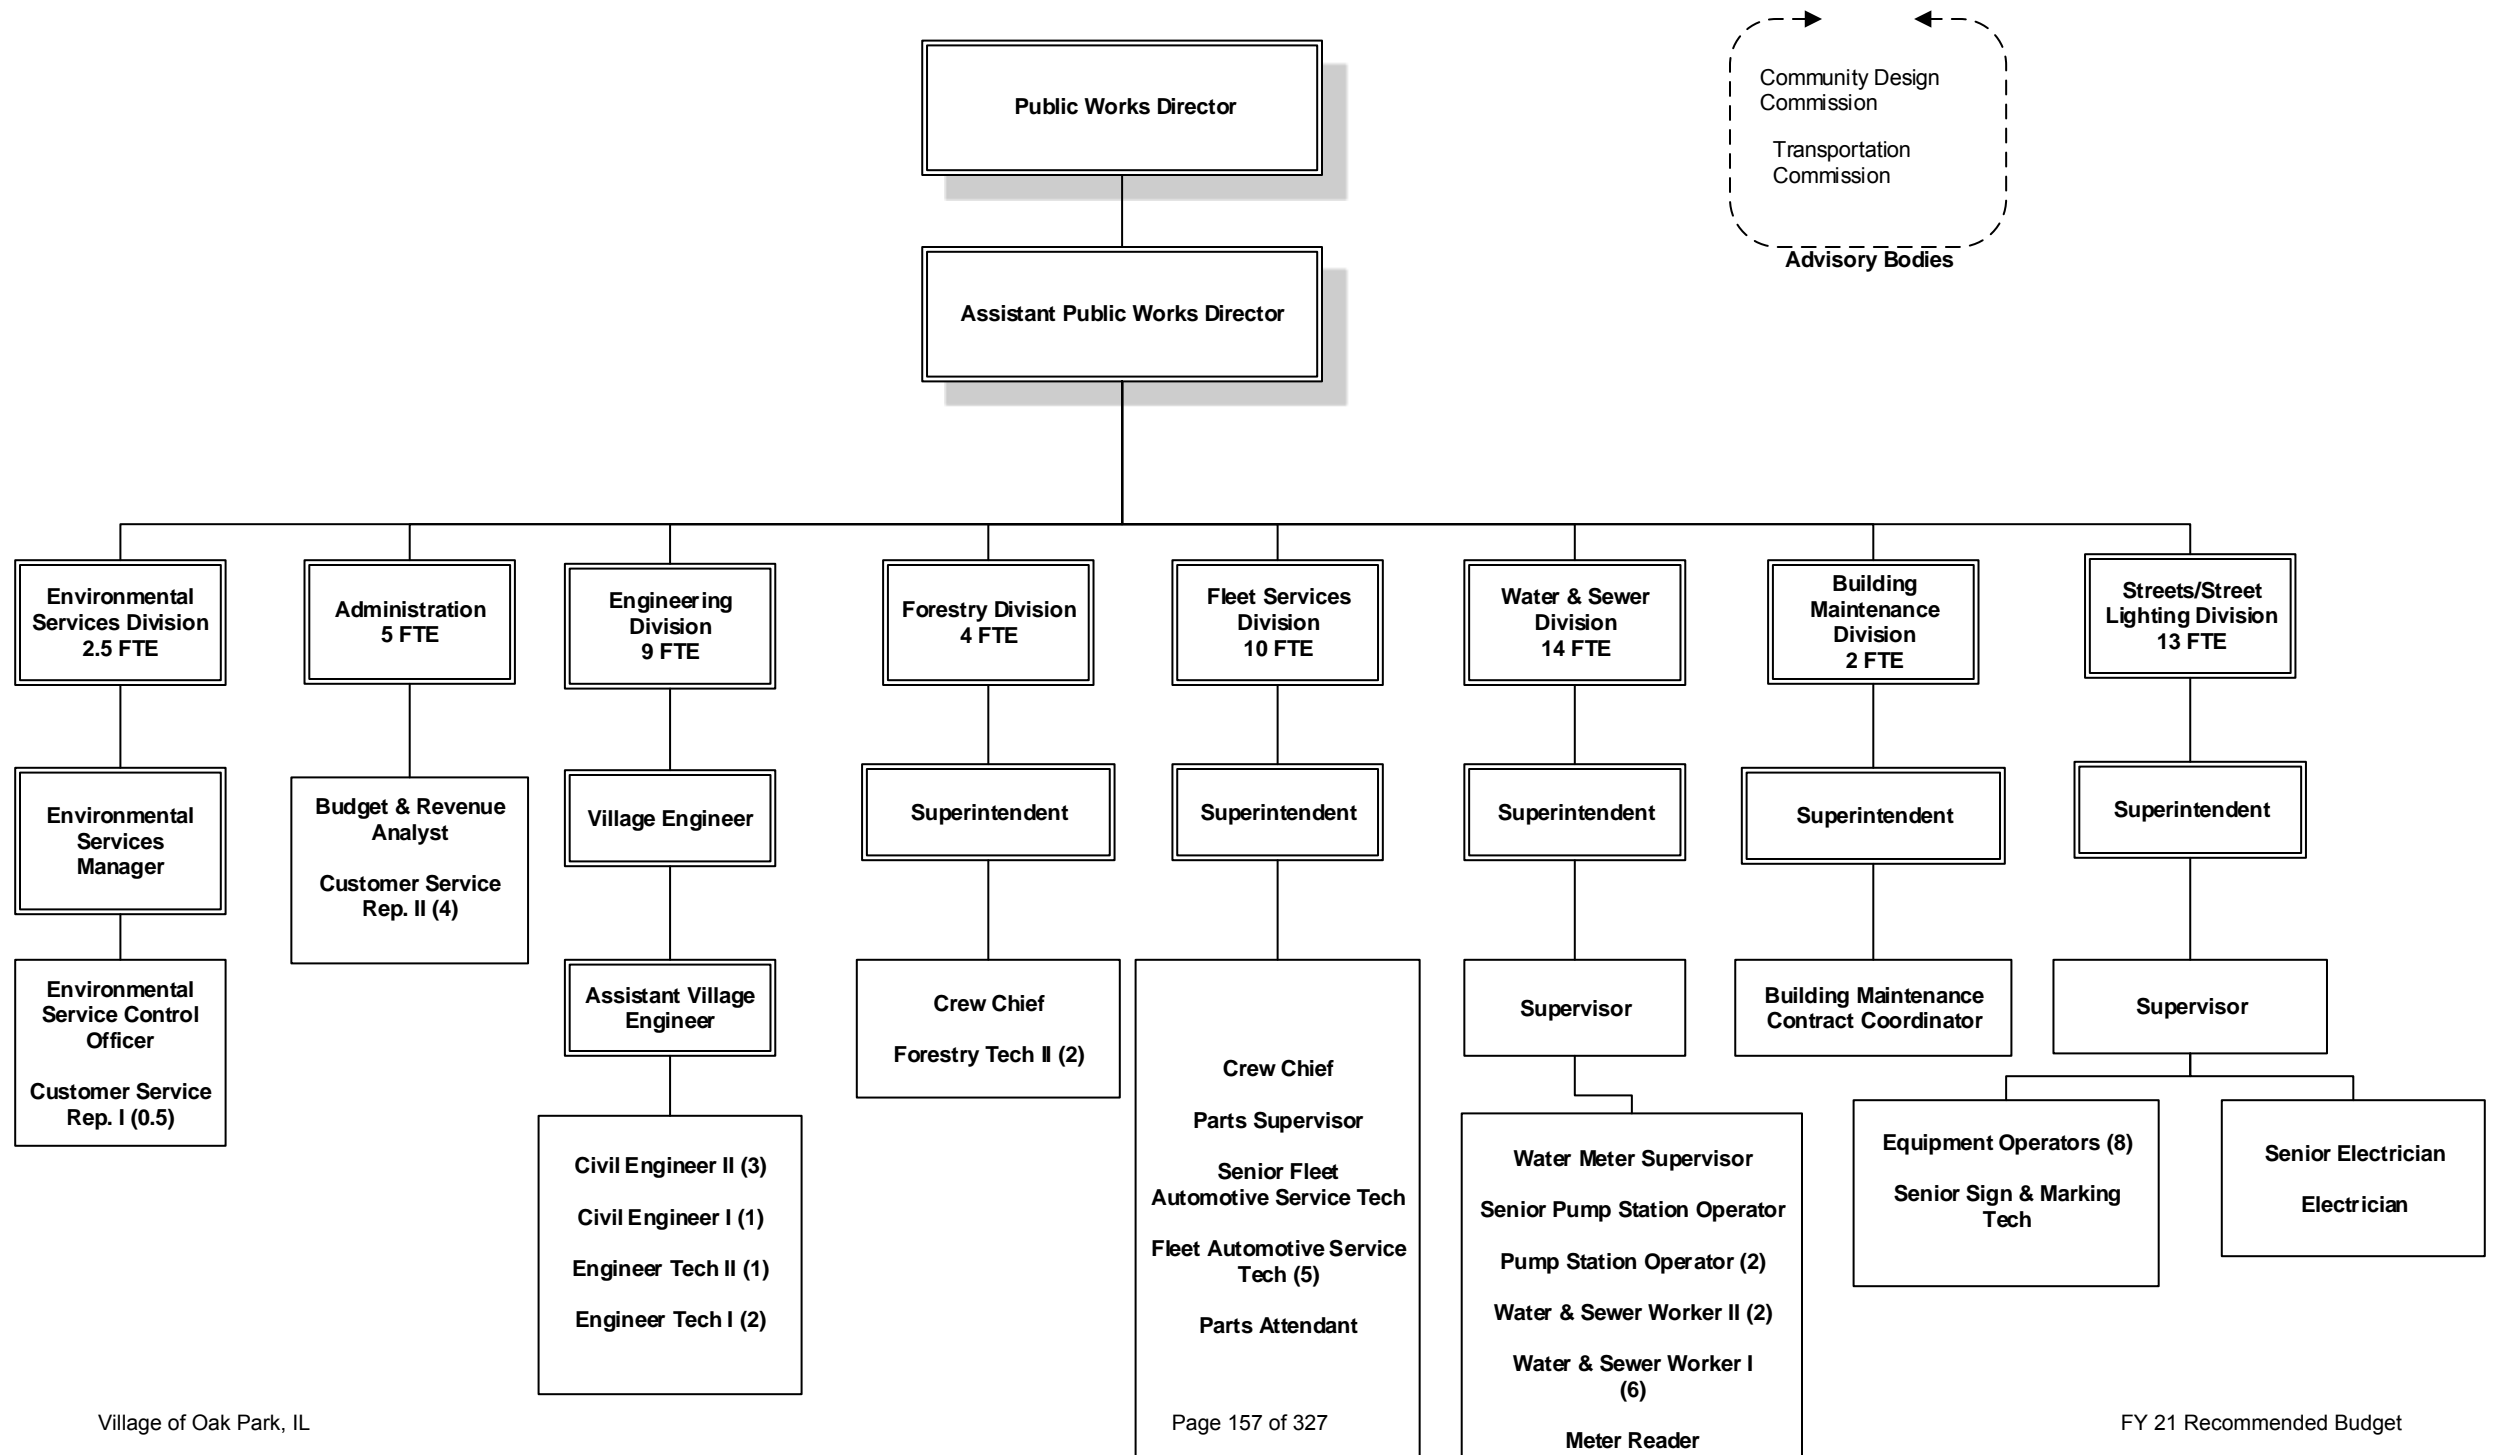 Public Works Director
Community Design
Commission
Transportation
Commission
Advisory Bodies
Assistant Public Works Director
Environmental
Services Division
2.5 FTE
Environmental
Services
Manager
Environmental
Service Control
Officer
Customer Service
Rep. I (0.5)
Administration
5 FTE
Budget & Revenue
Analyst
Customer Service
Rep. II (4)
Engineering
Division
9 FTE
Village Engineer
Assistant Village
Engineer
Civil Engineer II (3)
Civil Engineer I (1)
Engineer Tech II (1)
Engineer Tech I (2)
Forestry Division
4 FTE
Superintendent
Crew Chief
Forestry Tech II (2)
Fleet Services
Division
10 FTE
Superintendent
Crew Chief
Parts Supervisor
Senior Fleet
Automotive Service Tech
Fleet Automotive Service
Tech (5)
Parts Attendant
Water & Sewer
Division
14 FTE
Superintendent
Supervisor
Water Meter Supervisor
Senior Pump Station Operator
Pump Station Operator (2)
Water & Sewer Worker II (2)
Water & Sewer Worker I
(6)
Meter Reader
Building
Maintenance
Division
2 FTE
Superintendent
Building Maintenance
Contract Coordinator
Streets/Street
Lighting Division
13 FTE
Superintendent
Supervisor
Equipment Operators (8)
Senior Sign & Marking
Tech
Senior Electrician
Electrician
Village of Oak Park, IL
Page 157 of 327
FY 21 Recommended Budget